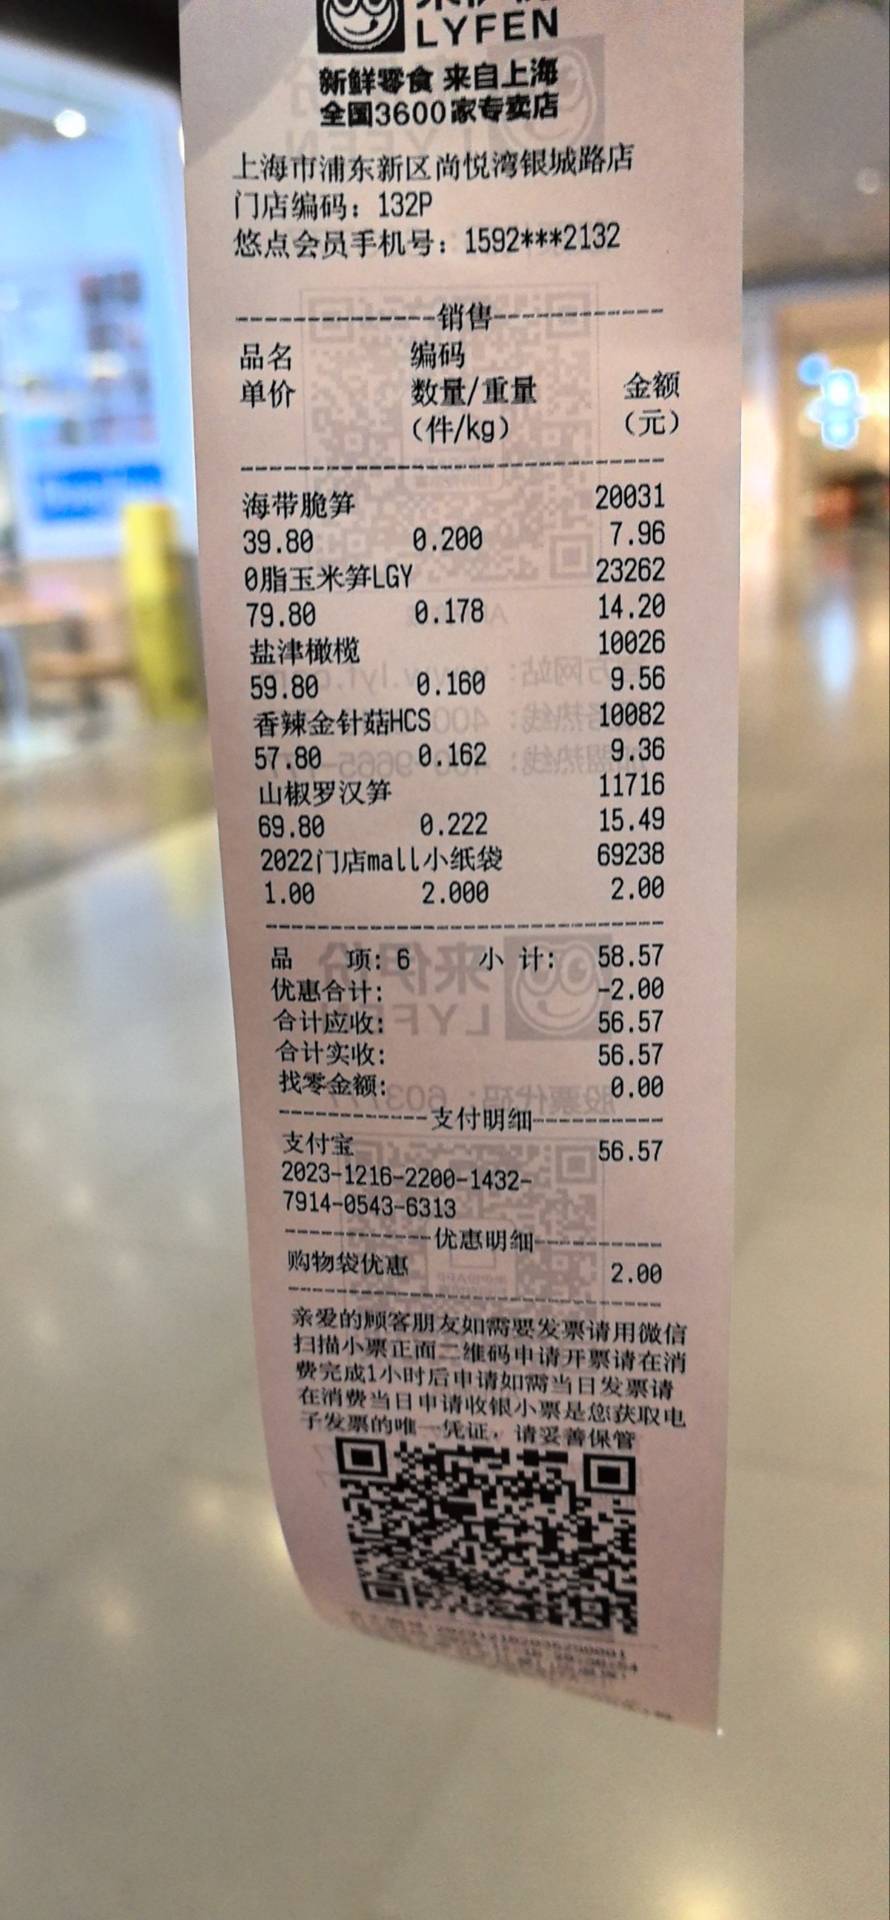 LYFEN
新鲜零食 来自上海
全国3600家专卖店
上海市浦东新区尚悦湾银城路店
门店编码：132P
悠点会员手机号：1592***2132
销售
品名 编码
单价 数量/重量 金额
（件/kg） （元）
海带脆笋 20031
39.80 0.200 7.96
0脂玉米笋LGY 23262
79.80 0.178 14.20
盐津橄榄 10026
59.80 0.160 9.56
香辣金针菇HCS 10082
57.80 0.162 9.36
山椒罗汉笋 11716
69.80 0.222 15.49
2022门店mall小纸袋 69238
1.00 2.000 2.00
品 项: 6 小 计: 58.57
优惠合计: -2.00
合计应收: 56.57
合计实收: 56.57
找零金额: 0.00
支付明细
支付宝 56.57
2023-1216-2200-1432-
7914-0543-6313
优惠明细
购物袋优惠 2.00
亲爱的顾客朋友如需要发票请用微信
扫描小票正面二维码申请开票请在消
费完成1小时后申请如需当日发票请
在消费当日申请收银小票是您获取电
子发票的唯一凭证，请妥善保管